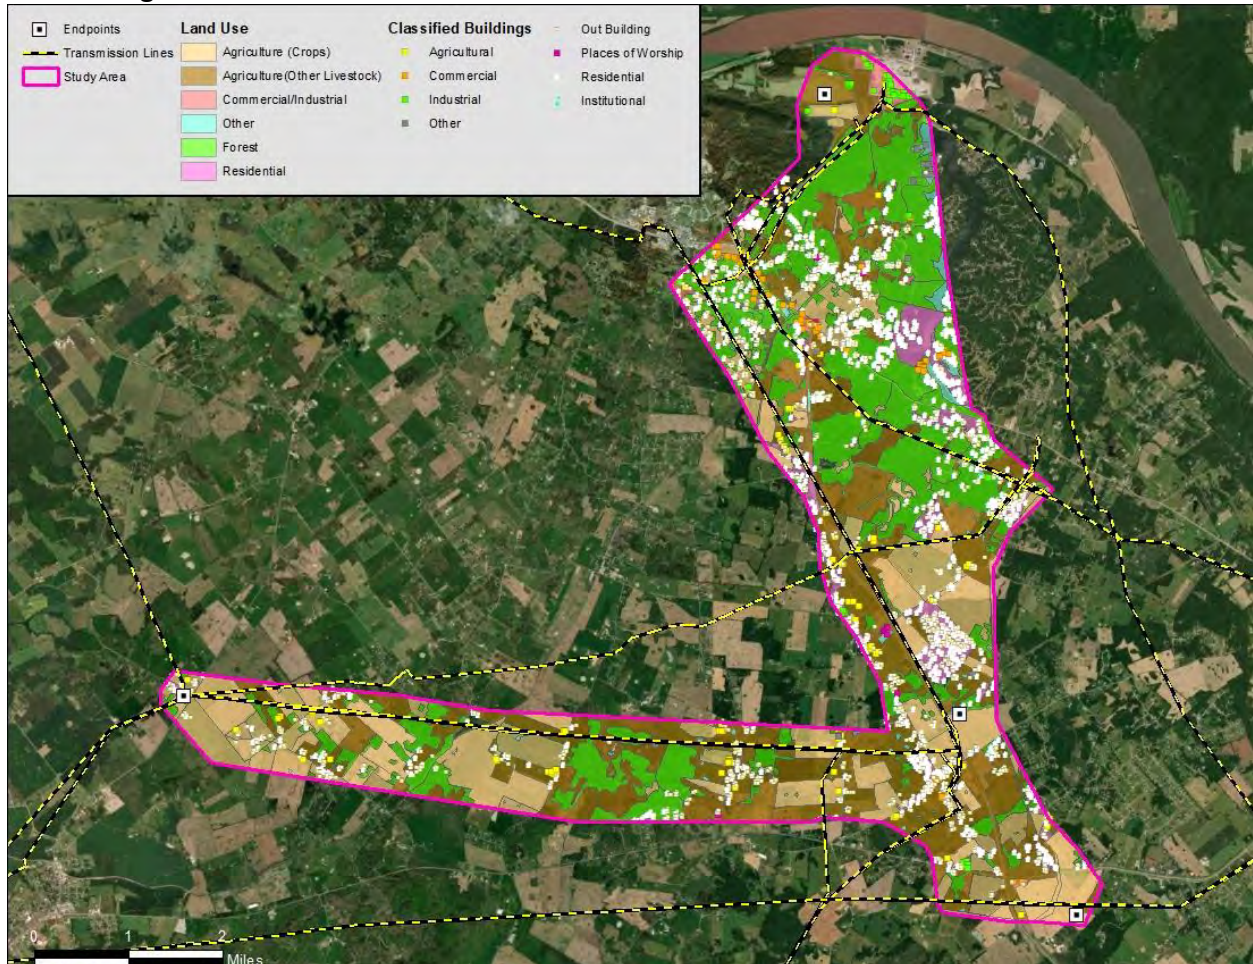 Endpoints
Transmission Lines
Study Area
Land Use
Agriculture (Crops)
Agriculture(Other Livestock)
Commercial/Industrial
Other
Forest
Residential
Classified Buildings
Agricultural
Commercial
Industrial
Other
Out Building
Places of Worship
Residential
Institutional
0 1 2
Miles